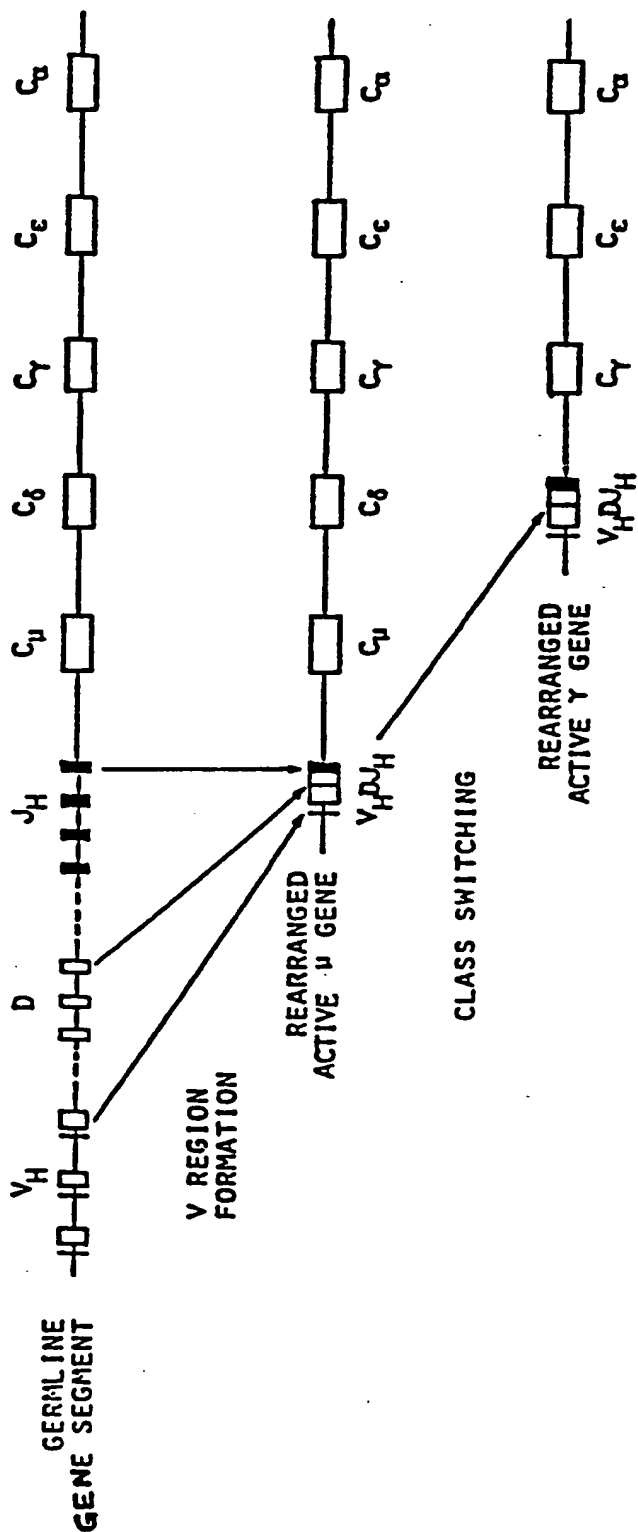 V_H D J_H C_μ C_δ C_γ C_ε C_α
GERMLINE
GENE SEGMENT
V REGION
FORMATION
REARRANGED
ACTIVE μ GENE
V_HDJ_H C_μ C_δ C_γ C_ε C_α
CLASS SWITCHING
REARRANGED
ACTIVE γ GENE
V_HDJ_H C_γ C_ε C_α